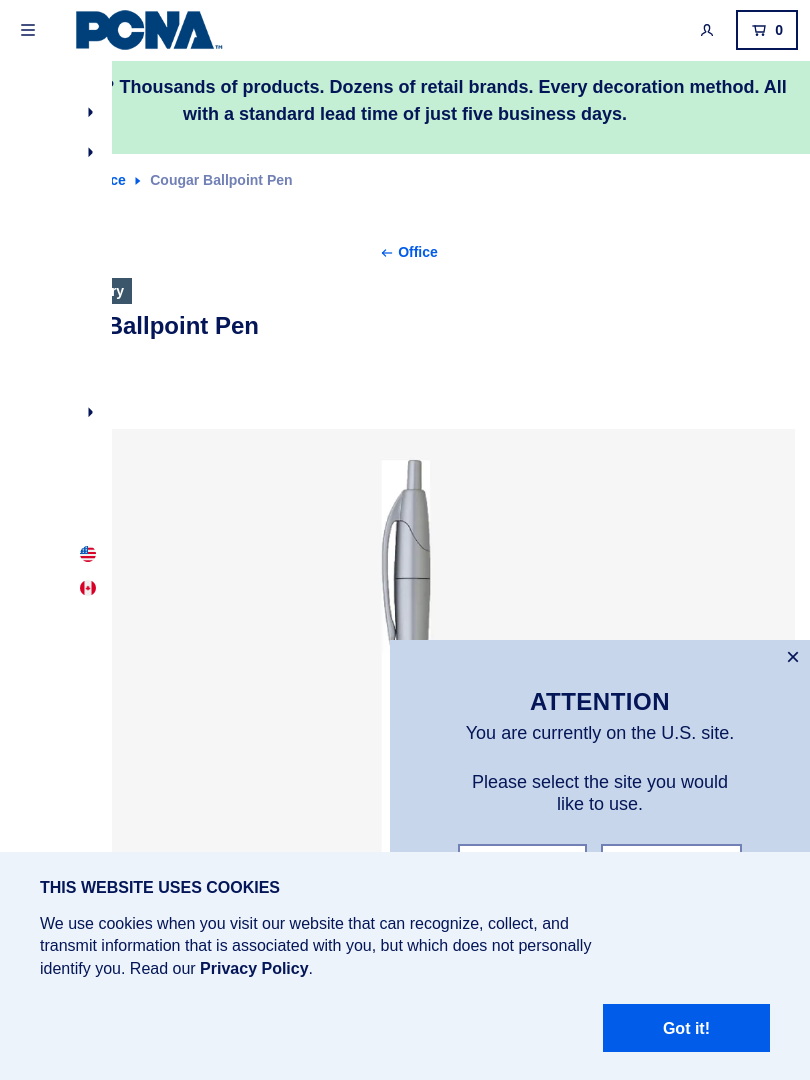 PCNA™
0
? Thousands of products. Dozens of retail brands. Every decoration method. All
with a standard lead time of just five business days.
ce
Cougar Ballpoint Pen
Office
ry
Ballpoint Pen
ATTENTION
You are currently on the U.S. site.
Please select the site you would
like to use.
THIS WEBSITE USES COOKIES
We use cookies when you visit our website that can recognize, collect, and
transmit information that is associated with you, but which does not personally
identify you. Read our Privacy Policy.
Got it!